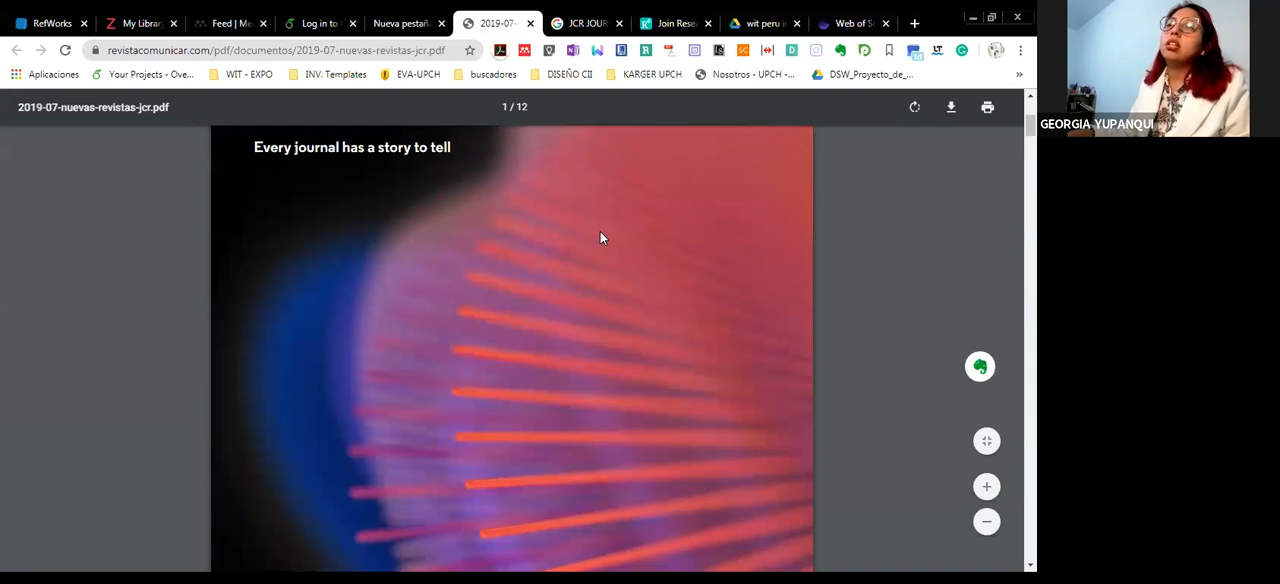 RefWorks
My Librar
Feed | Me
Log in to
Nueva pestaña
2019-07-
JCR JOUR
Join Rese
wit peru i
Web of S
revistacomunicar.com/pdf/documentos/2019-07-nuevas-revistas-jcr.pdf
Aplicaciones
Your Projects - Ove...
WIT - EXPO
INV. Templates
EVA-UPCH
buscadores
DISEÑO CII
KARGER UPCH
Nosotros - UPCH -...
DSW_Proyecto_de_...
2019-07-nuevas-revistas-jcr.pdf
1 / 12
Every journal has a story to tell
GEORGIA YUPANQUI